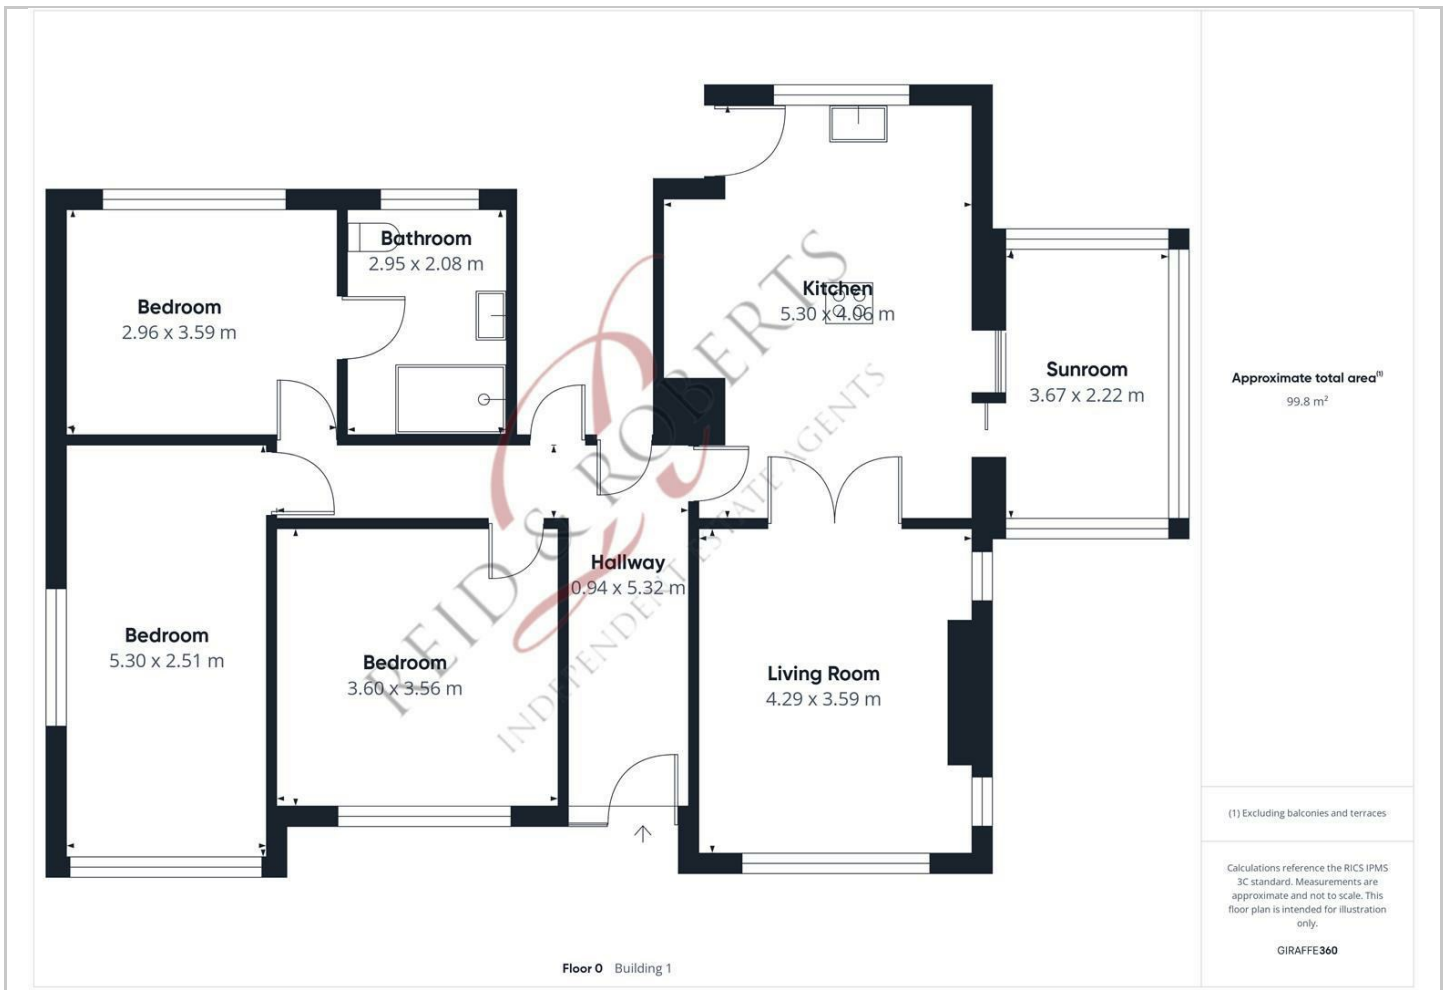 Bathroom
2.95 x 2.08 m
Bedroom
2.96 x 3.59 m
Kitchen
5.30 x 4.06 m
Sunroom
3.67 x 2.22 m
Hallway
0.94 x 5.32 m
Bedroom
5.30 x 2.51 m
Bedroom
3.60 x 3.56 m
Living Room
4.29 x 3.59 m
REID & ROBERTS
INDEPENDENT ESTATE AGENTS
Floor 0 Building 1
Approximate total area(1)
99.8 m²
(1) Excluding balconies and terraces
Calculations reference the RICS IPMS
3C standard. Measurements are
approximate and not to scale. This
floor plan is intended for illustration
only.
GIRAFFE360